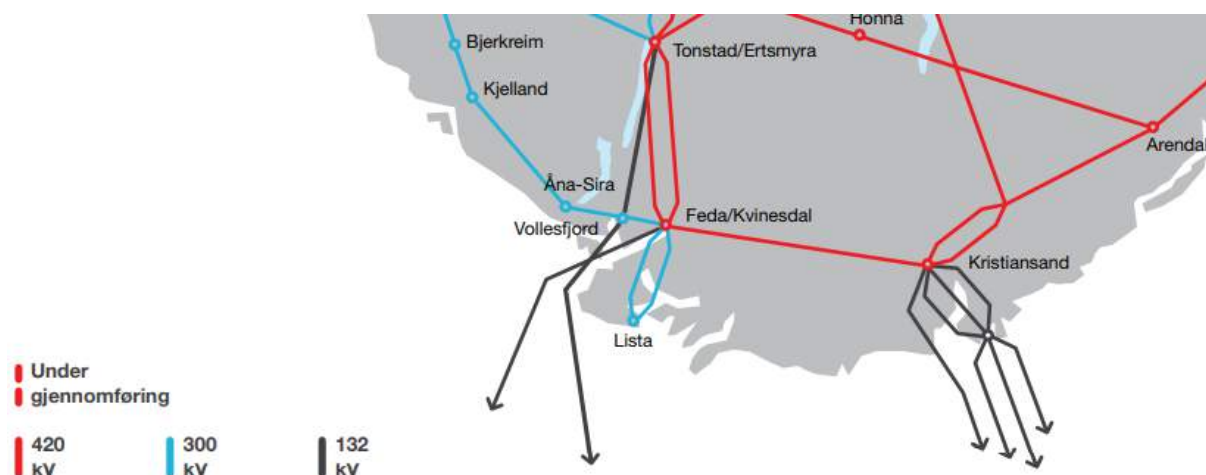 Honna
Bjerkreim
Tonstad/Ertsmyra
Kjelland
Arendal
Åna-Sira
Feda/Kvinesdal
Vollesfjord
Kristiansand
Lista
Under
gjennomføring
420
kV
300
kV
132
kV